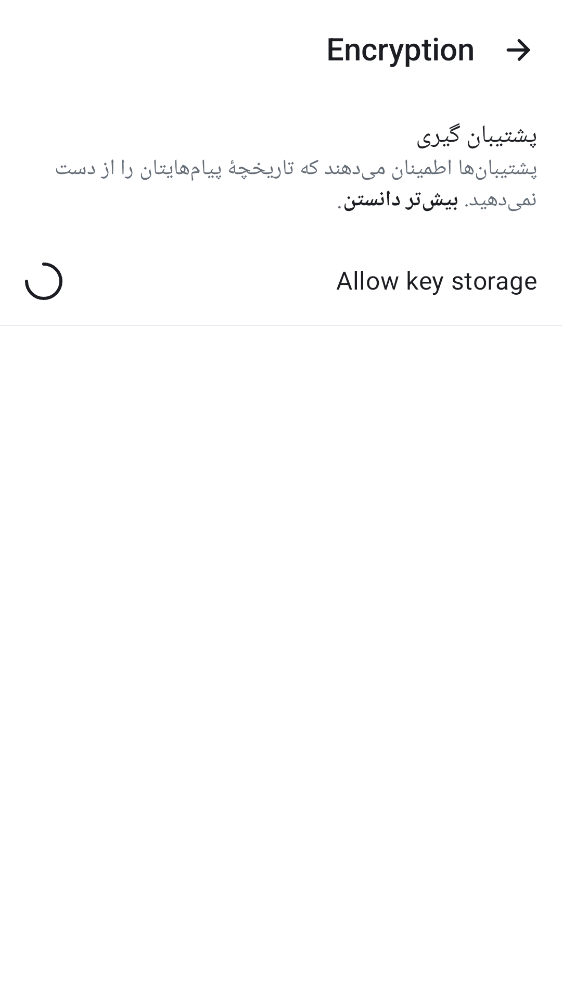 Encryption
پشتیبان گیری
پشتیبان‌ها اطمینان می‌دهند که تاریخچهٔ پیام‌هایتان را از دست
نمی‌دهید. بیش‌تر دانستن.
Allow key storage